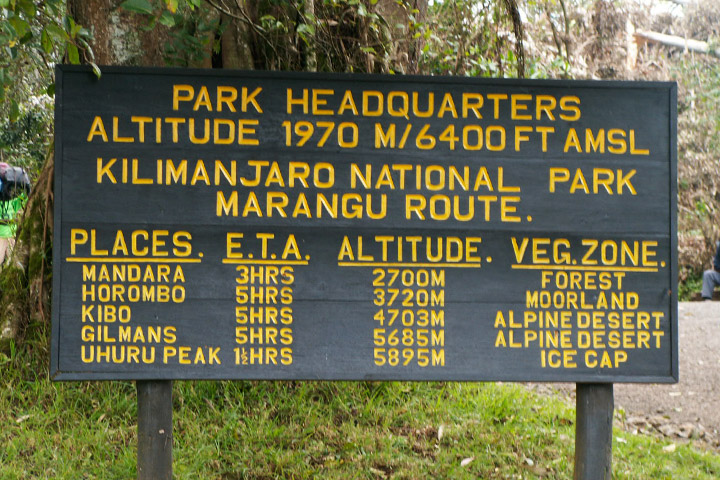 PARK HEADQUARTERS
ALTITUDE 1970 M/6400 FT AMSL
KILIMANJARO NATIONAL PARK
MARANGU ROUTE.
PLACES. E.T.A. ALTITUDE. VEG.ZONE.
MANDARA 3HRS 2700M FOREST
HOROMBO 5HRS 3720M MOORLAND
KIBO 5HRS 4703M ALPINE DESERT
GILMANS 5HRS 5685M ALPINE DESERT
UHURU PEAK 1½HRS 5895M ICE CAP